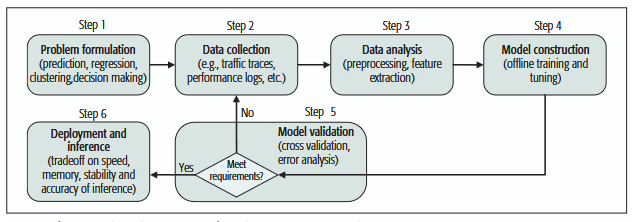 Step 1
Problem formulation
(prediction, regression,
clustering,decision making)
Step 2
Data collection
(e.g., traffic traces,
performance logs, etc.)
Step 3
Data analysis
(preprocessing, feature
extraction)
Step 4
Model construction
(offline training and
tuning)
Step 5
Model validation
(cross validation,
error analysis)
Meet
requirements?
No
Yes
Step 6
Deployment and
inference
(tradeoff on speed,
memory, stability and
accuracy of inference)